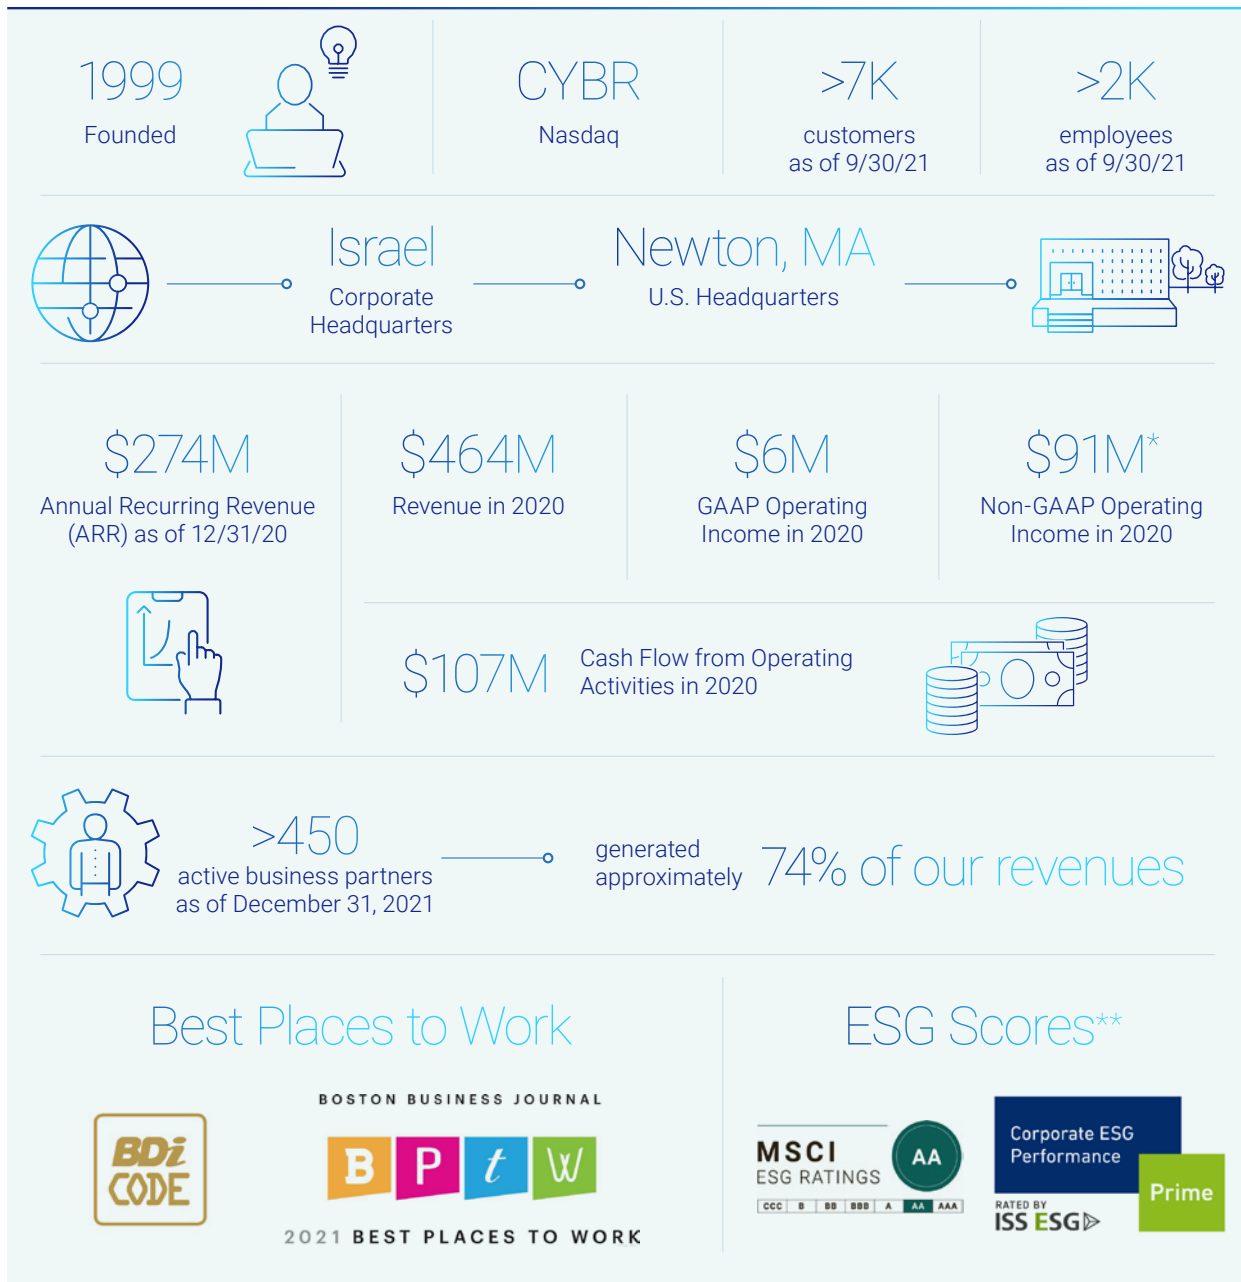 1999
Founded
CYBR
Nasdaq
>7K
customers
as of 9/30/21
>2K
employees
as of 9/30/21
Israel
Corporate
Headquarters
Newton, MA
U.S. Headquarters
$274M
Annual Recurring Revenue
(ARR) as of 12/31/20
$464M
Revenue in 2020
$6M
GAAP Operating
Income in 2020
$91M*
Non-GAAP Operating
Income in 2020
$107M
Cash Flow from Operating
Activities in 2020
>450
active business partners
as of December 31, 2021
generated
approximately
74% of our revenues
Best Places to Work
BDi
CODE
BOSTON BUSINESS JOURNAL
B P t W
2021 BEST PLACES TO WORK
ESG Scores**
MSCI
ESG RATINGS
AA
CCC B BB BBB A AA AAA
Corporate ESG
Performance
Prime
RATED BY
ISS ESG